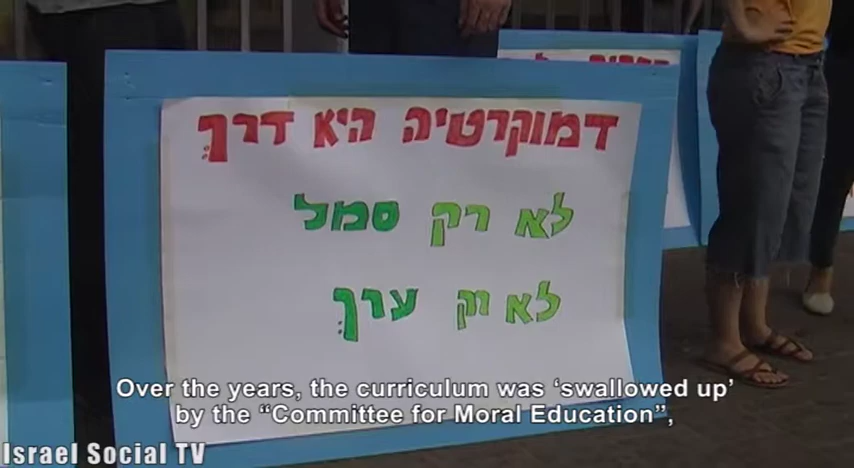 דמוקרטיה היא דרך
לא רק סמל
לא רק ערך
Over the years, the curriculum was ‘swallowed up’
by the “Committee for Moral Education”,
Israel Social TV